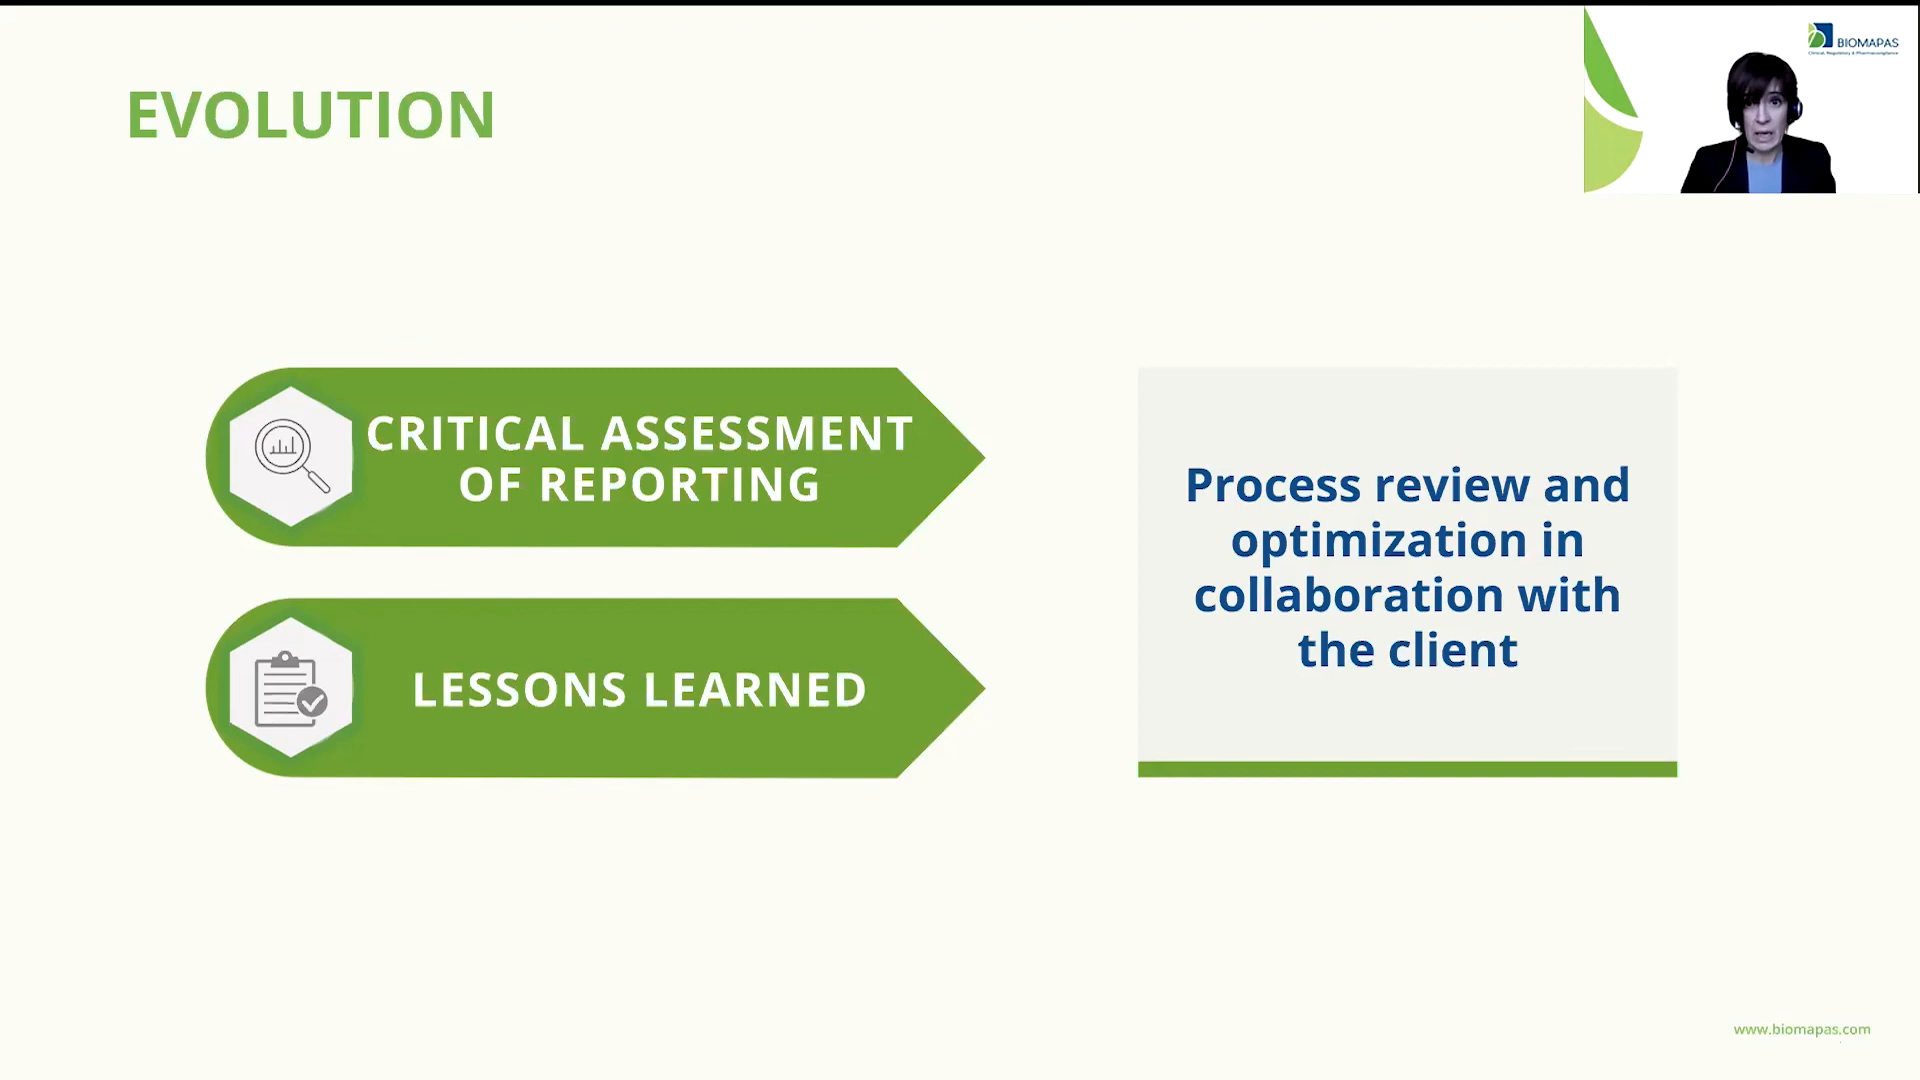 EVOLUTION
BIOMAPAS
CRITICAL ASSESSMENT
OF REPORTING
LESSONS LEARNED
Process review and
optimization in
collaboration with
the client
www.biomapas.com